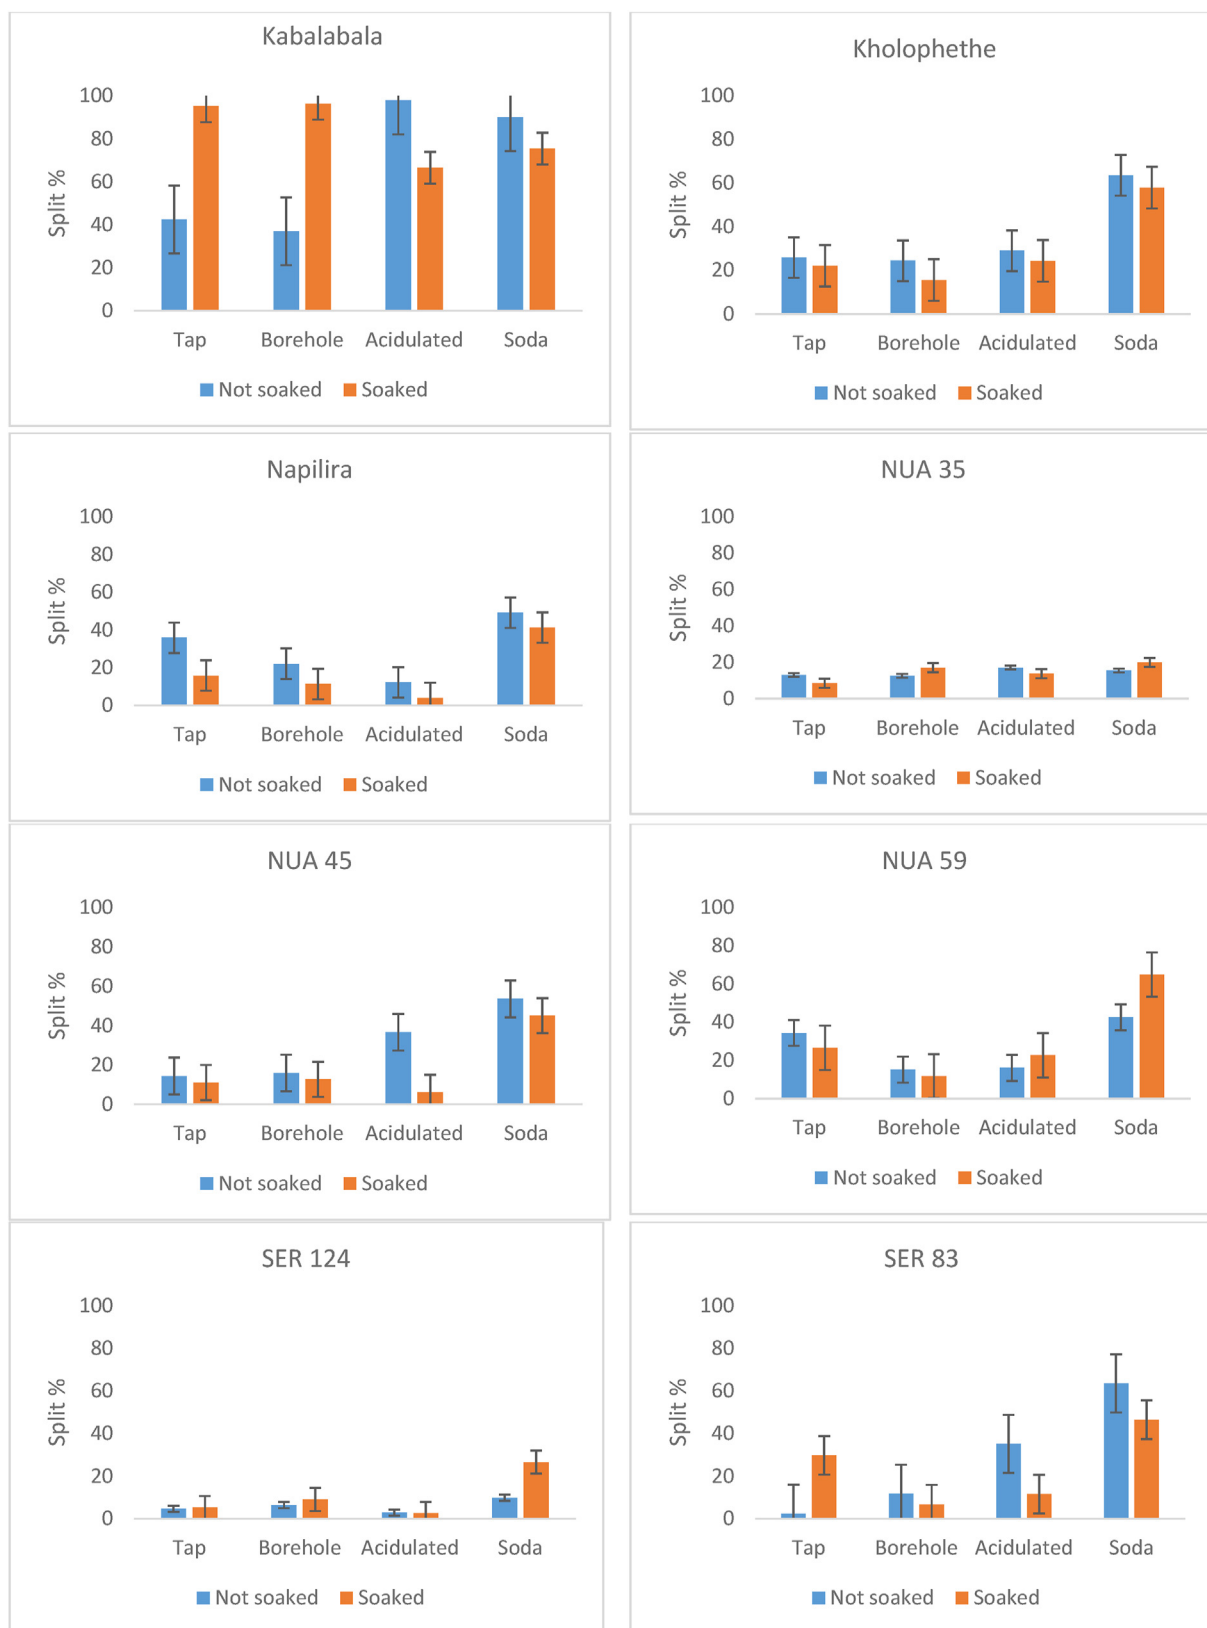 Kabalabala
100
80
60
40
20
0
Split %
Tap Borehole Acidulated Soda
Not soaked Soaked
Kholophethe
100
80
60
40
20
0
Split %
Tap Borehole Acidulated Soda
Not soaked Soaked
Napilira
100
80
60
40
20
0
Split %
Tap Borehole Acidulated Soda
Not soaked Soaked
NUA 35
100
80
60
40
20
0
Split %
Tap Borehole Acidulated Soda
Not soaked Soaked
NUA 45
100
80
60
40
20
0
Split %
Tap Borehole Acidulated Soda
Not soaked Soaked
NUA 59
100
80
60
40
20
0
Split %
Tap Borehole Acidulated Soda
Not soaked Soaked
SER 124
100
80
60
40
20
0
Split %
Tap Borehole Acidulated Soda
Not soaked Soaked
SER 83
100
80
60
40
20
0
Split %
Tap Borehole Acidulated Soda
Not soaked Soaked